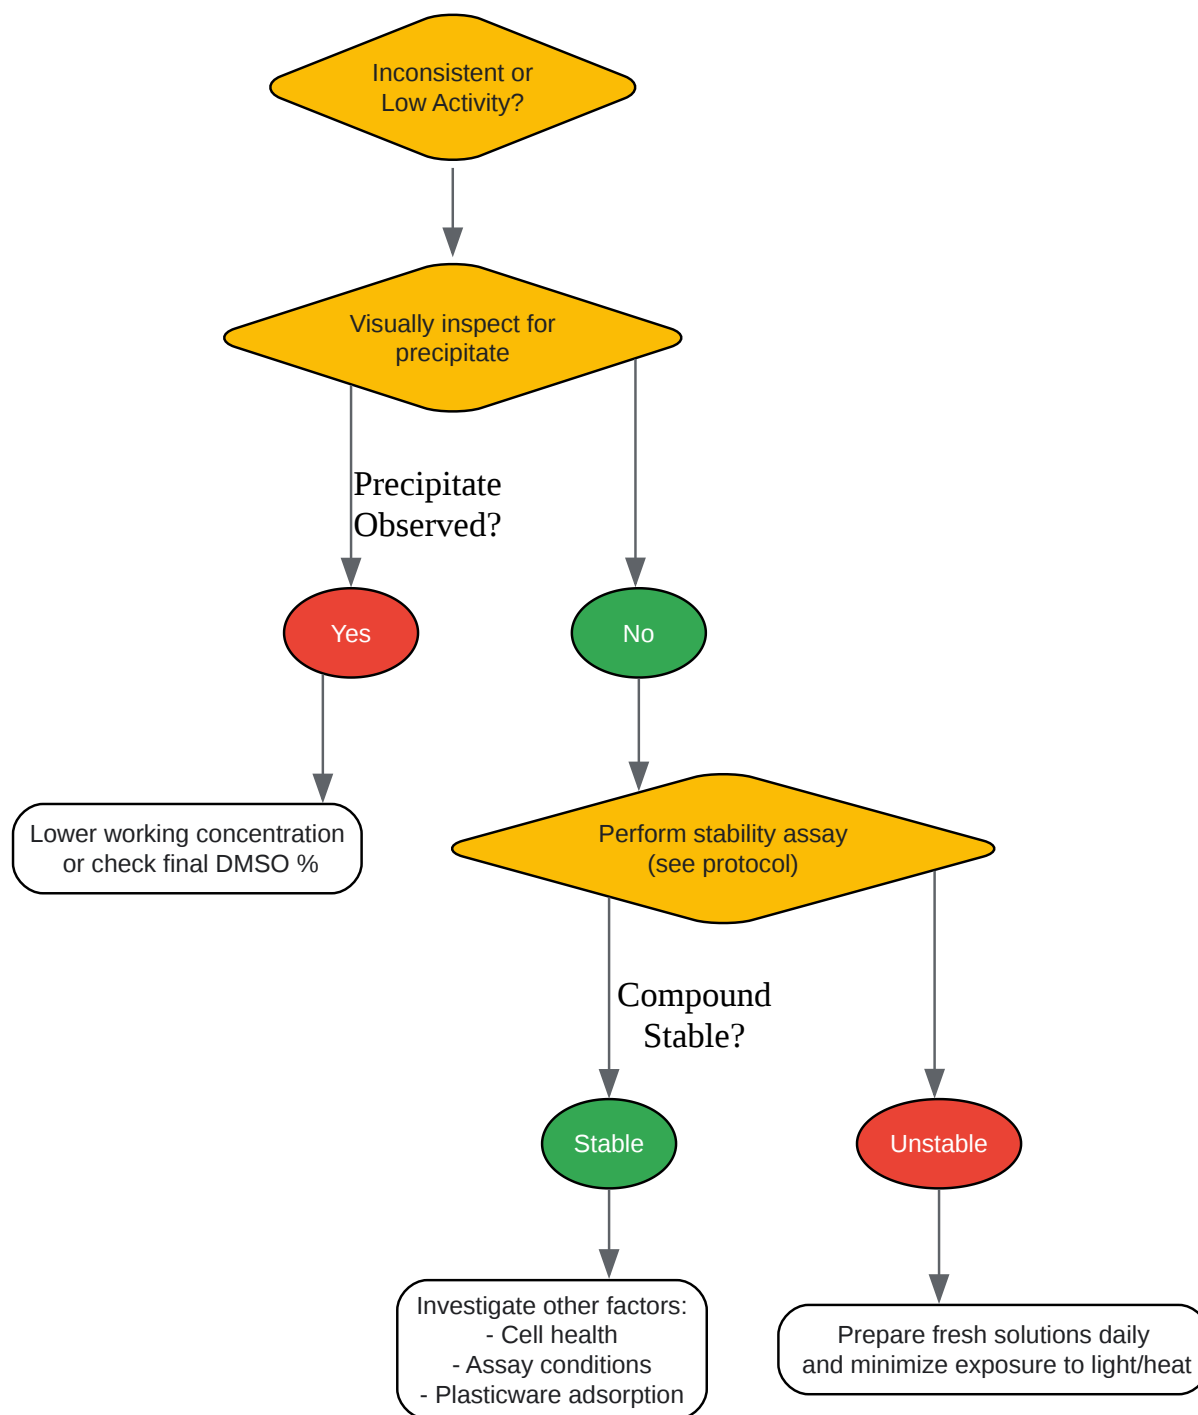 Inconsistent or
Low Activity?
Visually inspect for
precipitate
Precipitate
Observed?
Yes
No
Lower working concentration
or check final DMSO %
Perform stability assay
(see protocol)
Compound
Stable?
Stable
Unstable
Investigate other factors:
- Cell health
- Assay conditions
- Plasticware adsorption
Prepare fresh solutions daily
and minimize exposure to light/heat